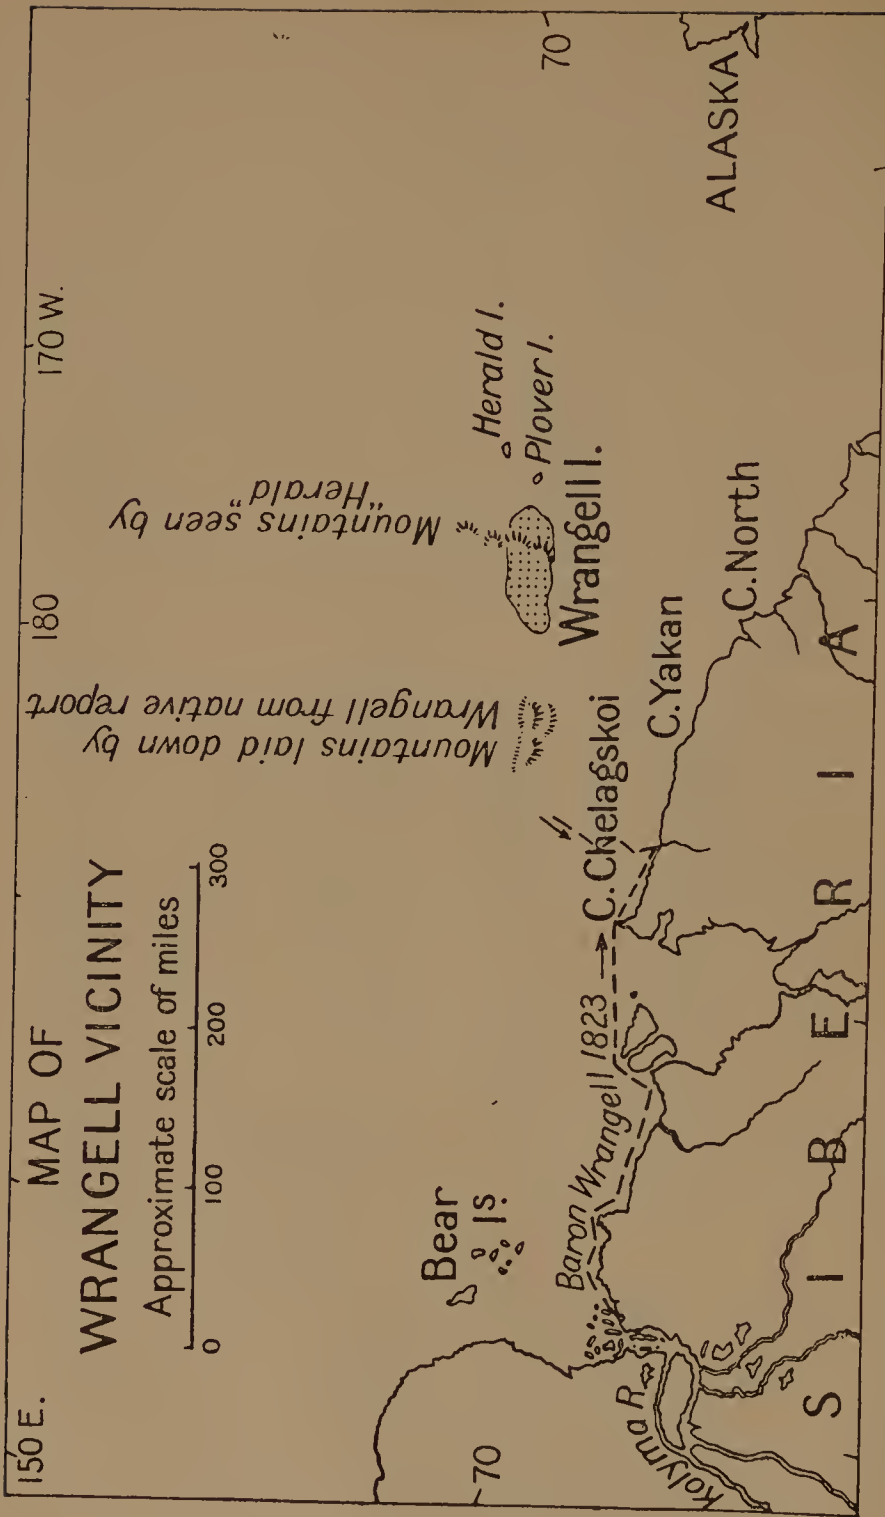 MAP OF
WRANGELL VICINITY
Approximate scale of miles
0 100 200 300
150 E.
180
170 W.
70
70
Mountains laid down by
Wrangell from native report
Mountains seen by
"Herald"
Herald I.
Plover I.
Wrangell I.
Bear
Is.
Baron Wrangell 1823
C. Chelagskoi
C. Yakan
C. North
ALASKA
Kolyma R.
SIBERIA